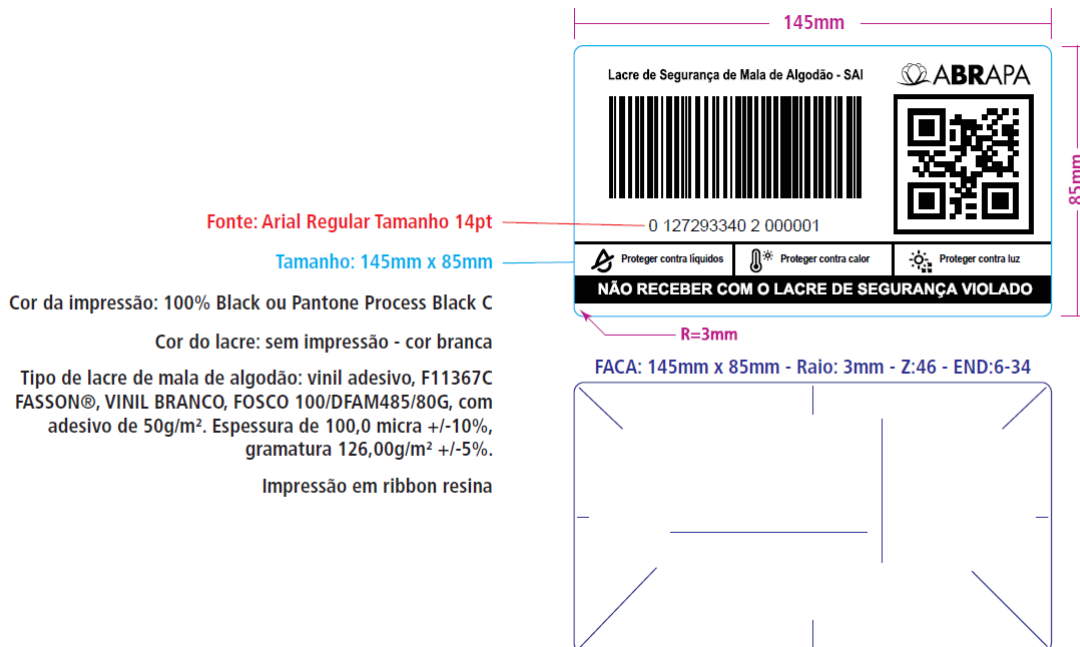 145mm
Lacre de Segurança de Mala de Algodão - SAI
ABRAPA
85mm
0 127293340 2 000001
Proteger contra líquidos
Proteger contra calor
Proteger contra luz
NÃO RECEBER COM O LACRE DE SEGURANÇA VIOLADO
R=3mm
Fonte: Arial Regular Tamanho 14pt
Tamanho: 145mm x 85mm
Cor da impressão: 100% Black ou Pantone Process Black C
Cor do lacre: sem impressão - cor branca
Tipo de lacre de mala de algodão: vinil adesivo, F11367C
FASSON®, VINIL BRANCO, FOSCO 100/DFAM485/80G, com
adesivo de 50g/m². Espessura de 100,0 micra +/-10%,
gramatura 126,00g/m² +/-5%.
Impressão em ribbon resina
FACA: 145mm x 85mm - Raio: 3mm - Z:46 - END:6-34